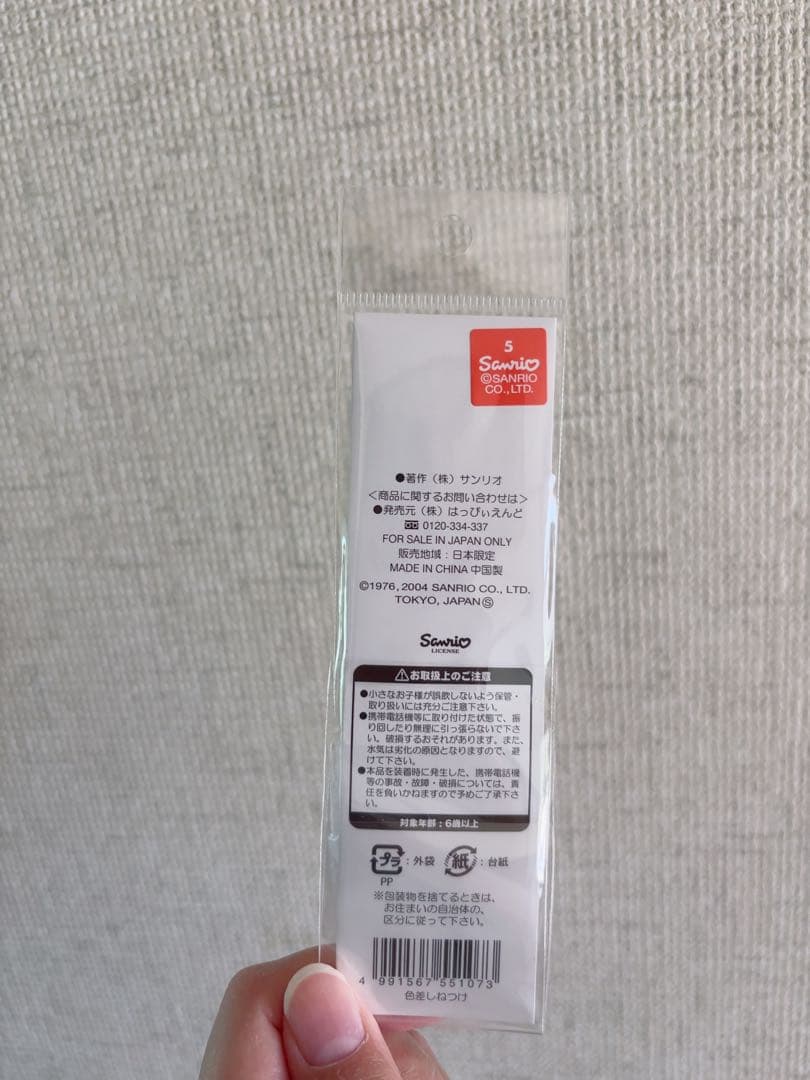 5
Sanrio
©SANRIO
CO.,LTD.
●著作（株）サンリオ
＜商品に関するお問い合わせは＞
●発売元（株）はっぴぃえんど
0120-334-337
FOR SALE IN JAPAN ONLY
販売地域：日本限定
MADE IN CHINA 中国製
©1976, 2004 SANRIO CO., LTD.
TOKYO, JAPAN Ⓢ
Sanrio
LICENSE
⚠お取扱上のご注意
●小さなお子様が誤飲しないよう保管・
取り扱いには充分ご注意下さい。
●携帯電話機等に取り付けた状態で、振
り回したり無理に引っ張らないで下さ
い。破損するおそれがあります。また、
水気は劣化の原因となりますので、避
けて下さい。
●本品を装着時に発生した、携帯電話機
等の事故・故障・破損については、責
任を負いかねますので予めご了承下さ
い。
対象年齢：6歳以上
プラ：外袋 紙：台紙
PP
※包装物を捨てるときは、
お住まいの自治体の、
区分に従って下さい。
4 991567 551073
色差しねつけ